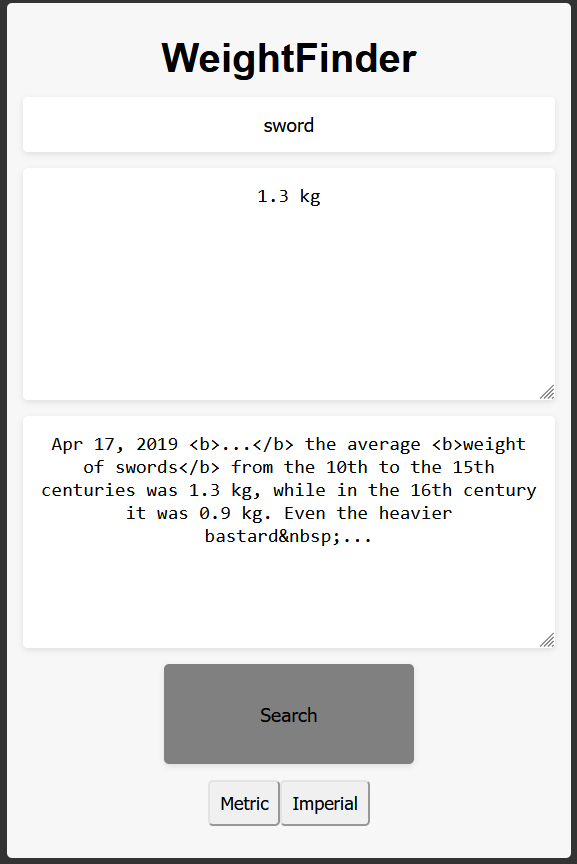 WeightFinder
sword
1.3 kg
Apr 17, 2019 <b>...</b> the average <b>weight
of swords</b> from the 10th to the 15th
centuries was 1.3 kg, while in the 16th century
it was 0.9 kg. Even the heavier
bastard&nbsp;...
Search
Metric Imperial